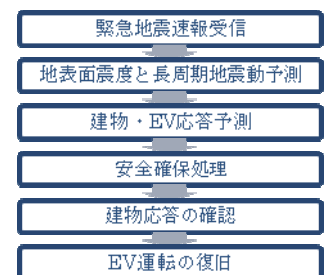 緊急地震速報受信
地表面震度と長周期地震動予測
建物・EV応答予測
安全確保処理
建物応答の確認
EV運転の復旧